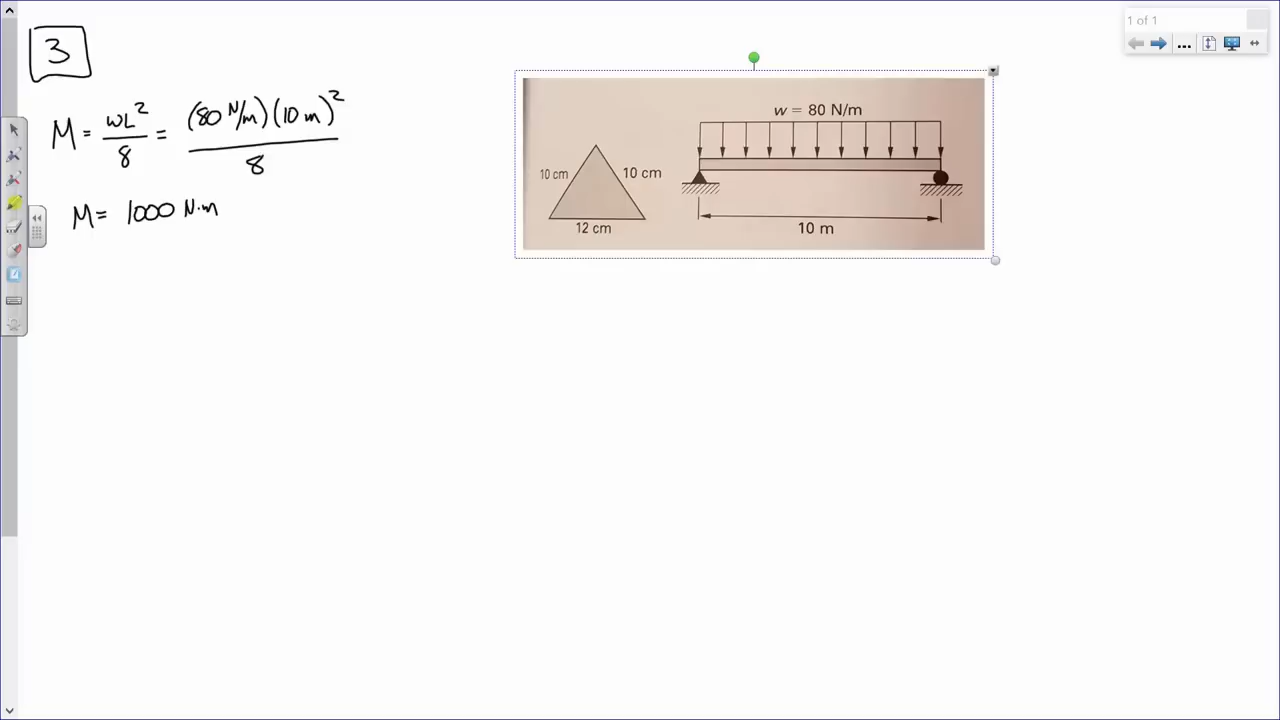 1 of 1
3
M = wL²/8 = (80 N/m)(10 m)²/8
M = 1000 N·m
w = 80 N/m
10 cm
10 cm
12 cm
10 m